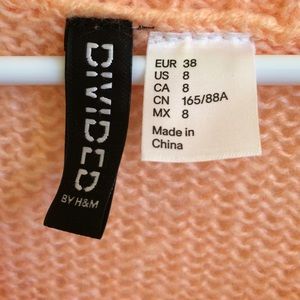 DIVIDED
BY H&M
EUR 38
US 8
CA 8
CN 165/88A
MX 8
Made in
China